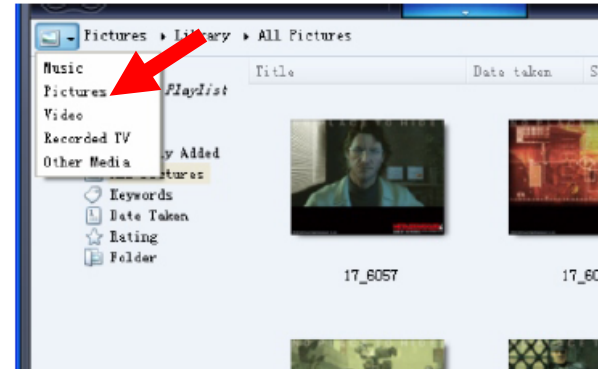 Pictures ▸ Library ▸ All Pictures
Music
Pictures
Video
Recorded TV
Other Media
Playlist
Added
Pictures
Keywords
Date Taken
Rating
Folder
Title
Date taken
S
17_6057
17_60